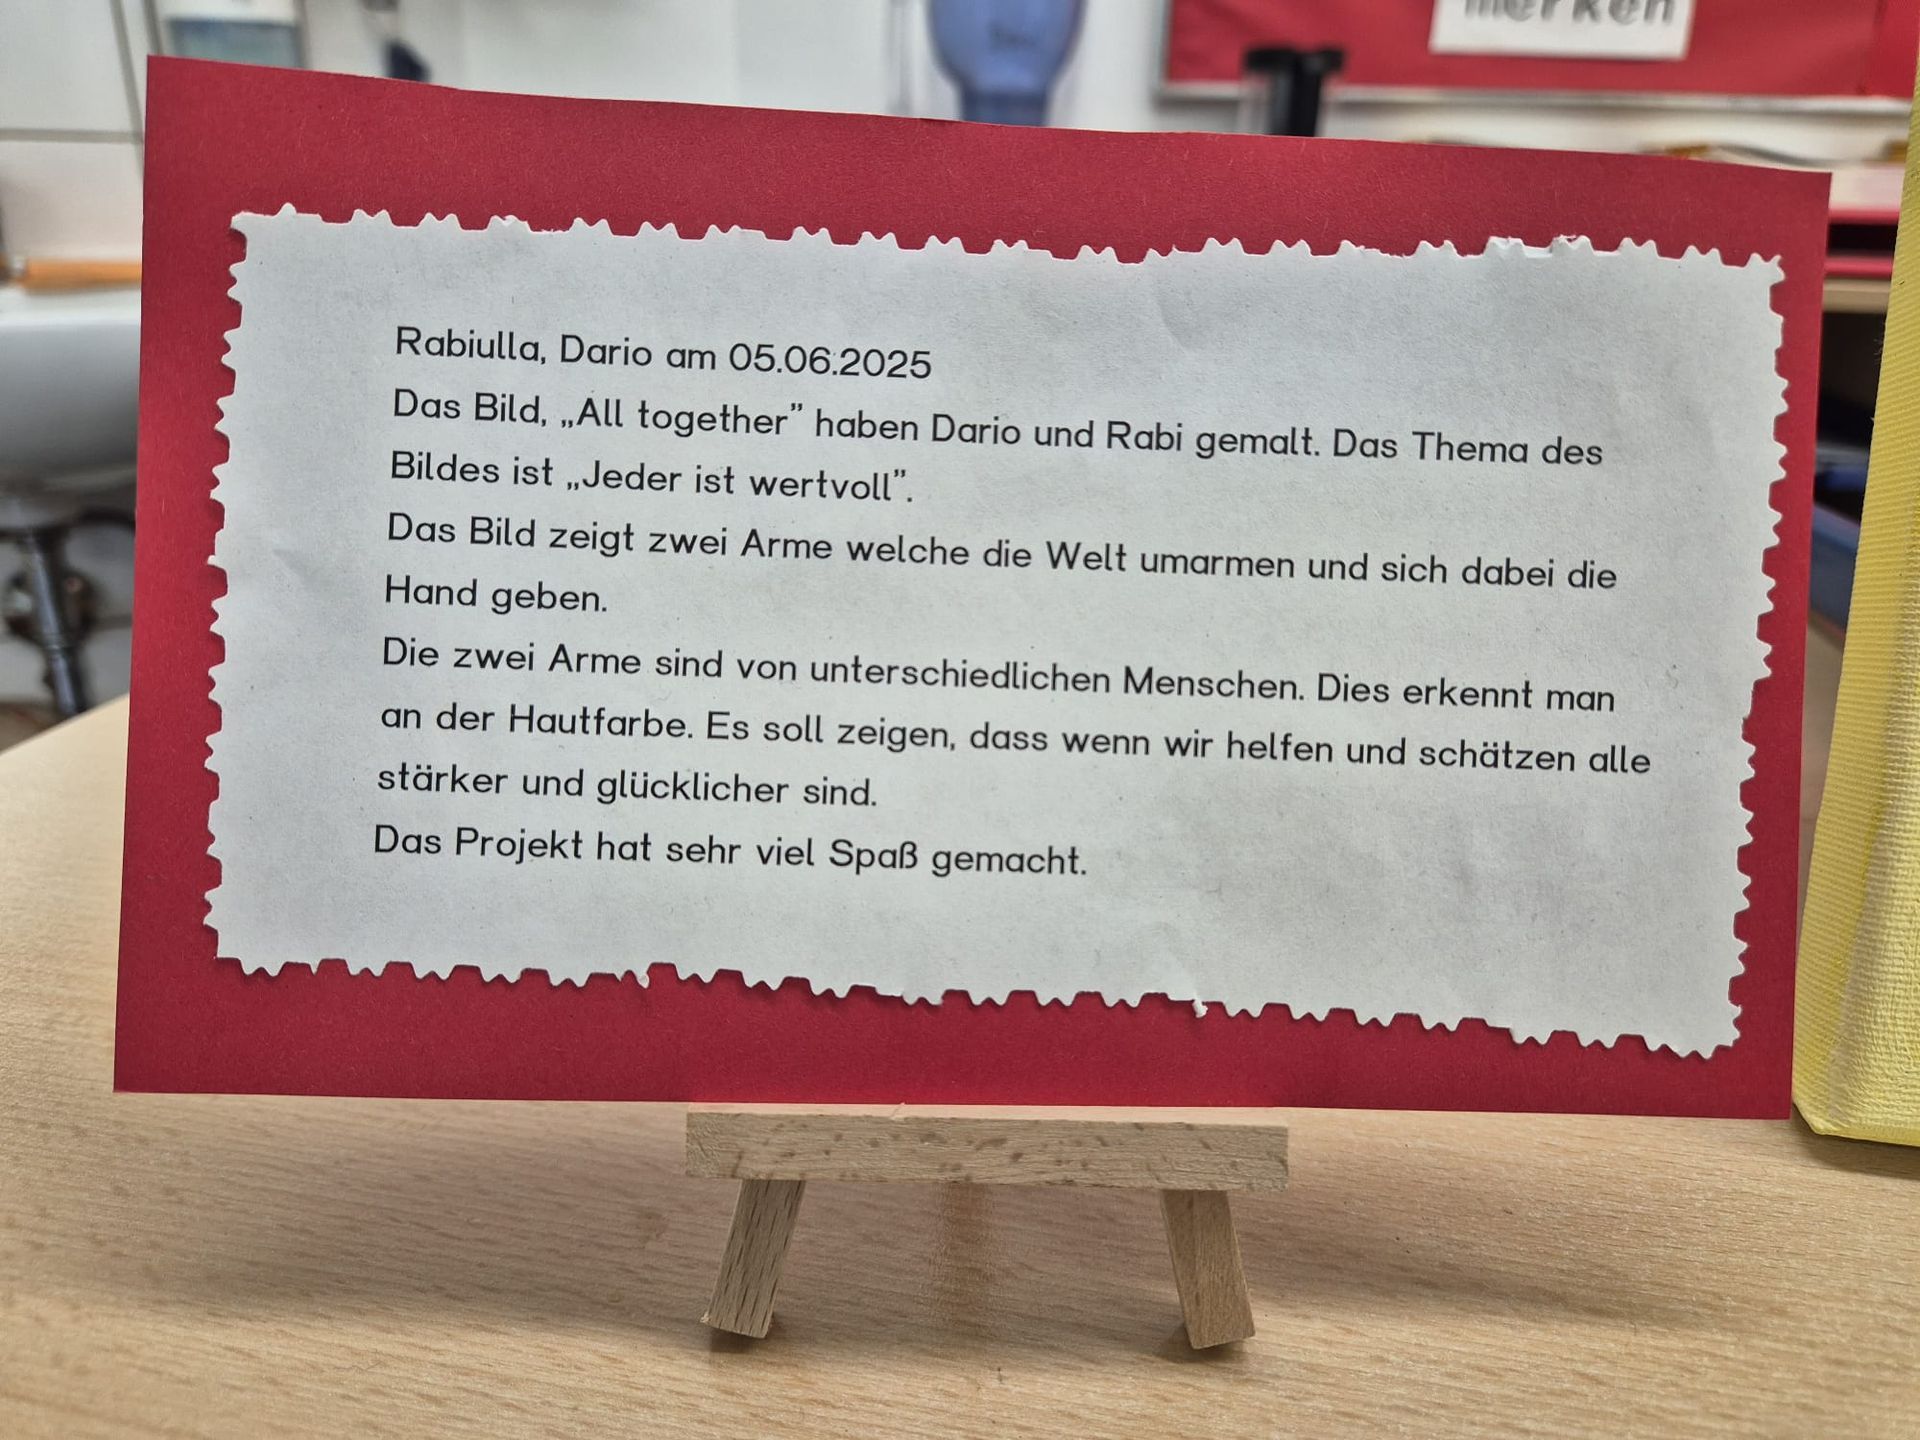 merken
Rabiulla, Dario am 05.06.2025
Das Bild, „All together” haben Dario und Rabi gemalt. Das Thema des
Bildes ist „Jeder ist wertvoll”.
Das Bild zeigt zwei Arme welche die Welt umarmen und sich dabei die
Hand geben.
Die zwei Arme sind von unterschiedlichen Menschen. Dies erkennt man
an der Hautfarbe. Es soll zeigen, dass wenn wir helfen und schätzen alle
stärker und glücklicher sind.
Das Projekt hat sehr viel Spaß gemacht.